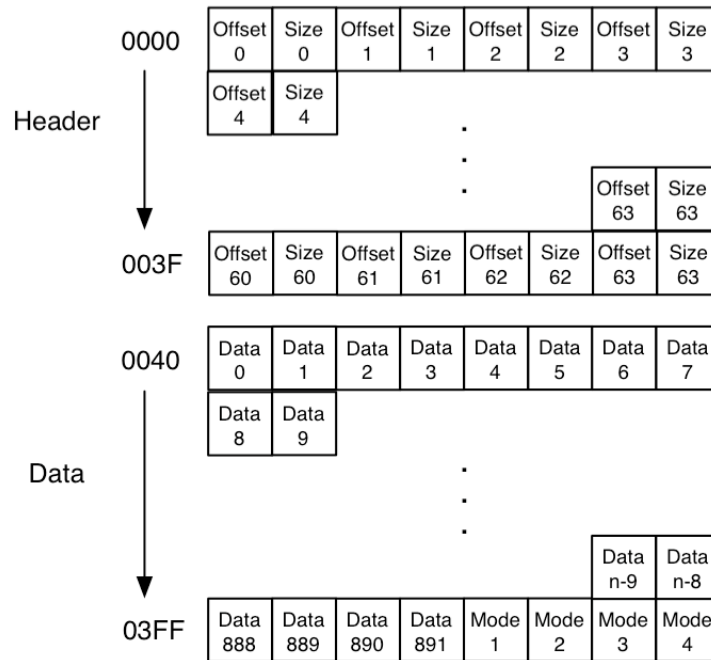 0000 Offset 0 Size 0 Offset 1 Size 1 Offset 2 Size 2 Offset 3 Size 3
Offset 4 Size 4
Header
Offset 63 Size 63
003F Offset 60 Size 60 Offset 61 Size 61 Offset 62 Size 62 Offset 63 Size 63
0040 Data 0 Data 1 Data 2 Data 3 Data 4 Data 5 Data 6 Data 7
Data 8 Data 9
Data
Data n-9 Data n-8
03FF Data 888 Data 889 Data 890 Data 891 Mode 1 Mode 2 Mode 3 Mode 4